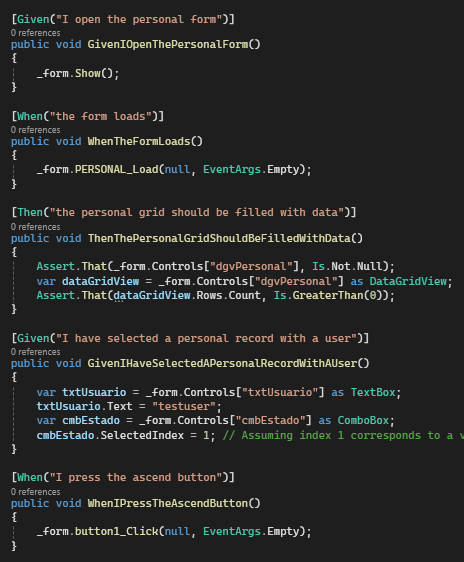 [Given("I open the personal form")]
0 references
public void GivenIOpenThePersonalForm()
{
_form.Show();
}
[When("the form loads")]
0 references
public void WhenTheFormLoads()
{
_form.PERSONAL_Load(null, EventArgs.Empty);
}
[Then("the personal grid should be filled with data")]
0 references
public void ThenThePersonalGridShouldBeFilledWithData()
{
Assert.That(_form.Controls["dgvPersonal"], Is.Not.Null);
var dataGridView = _form.Controls["dgvPersonal"] as DataGridView;
Assert.That(dataGridView.Rows.Count, Is.GreaterThan(0));
}
[Given("I have selected a personal record with a user")]
0 references
public void GivenIHaveSelectedAPersonalRecordWithAUser()
{
var txtUsuario = _form.Controls["txtUsuario"] as TextBox;
txtUsuario.Text = "testuser";
var cmbEstado = _form.Controls["cmbEstado"] as ComboBox;
cmbEstado.SelectedIndex = 1; // Assuming index 1 corresponds to a
}
[When("I press the ascend button")]
0 references
public void WhenIPressTheAscendButton()
{
_form.button1_Click(null, EventArgs.Empty);
}